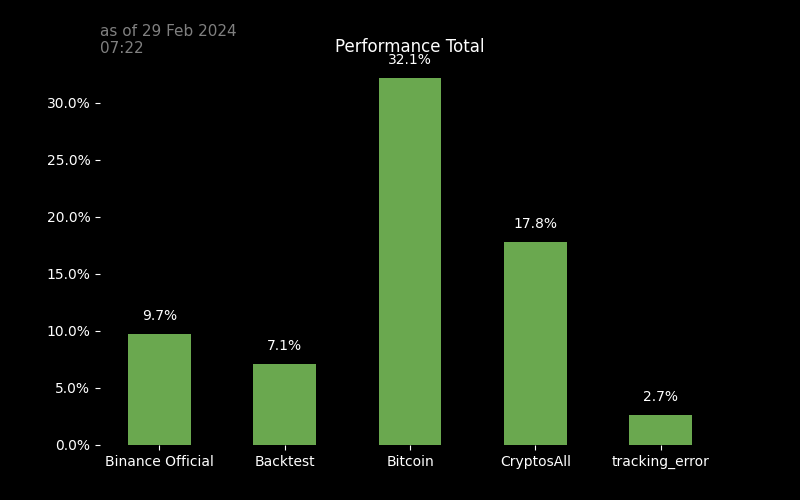 as of 29 Feb 2024
07:22
Performance Total
32.1%
30.0%
25.0%
20.0%
17.8%
15.0%
9.7%
10.0%
7.1%
5.0%
2.7%
0.0%
Binance Official
Backtest
Bitcoin
CryptosAll
tracking_error